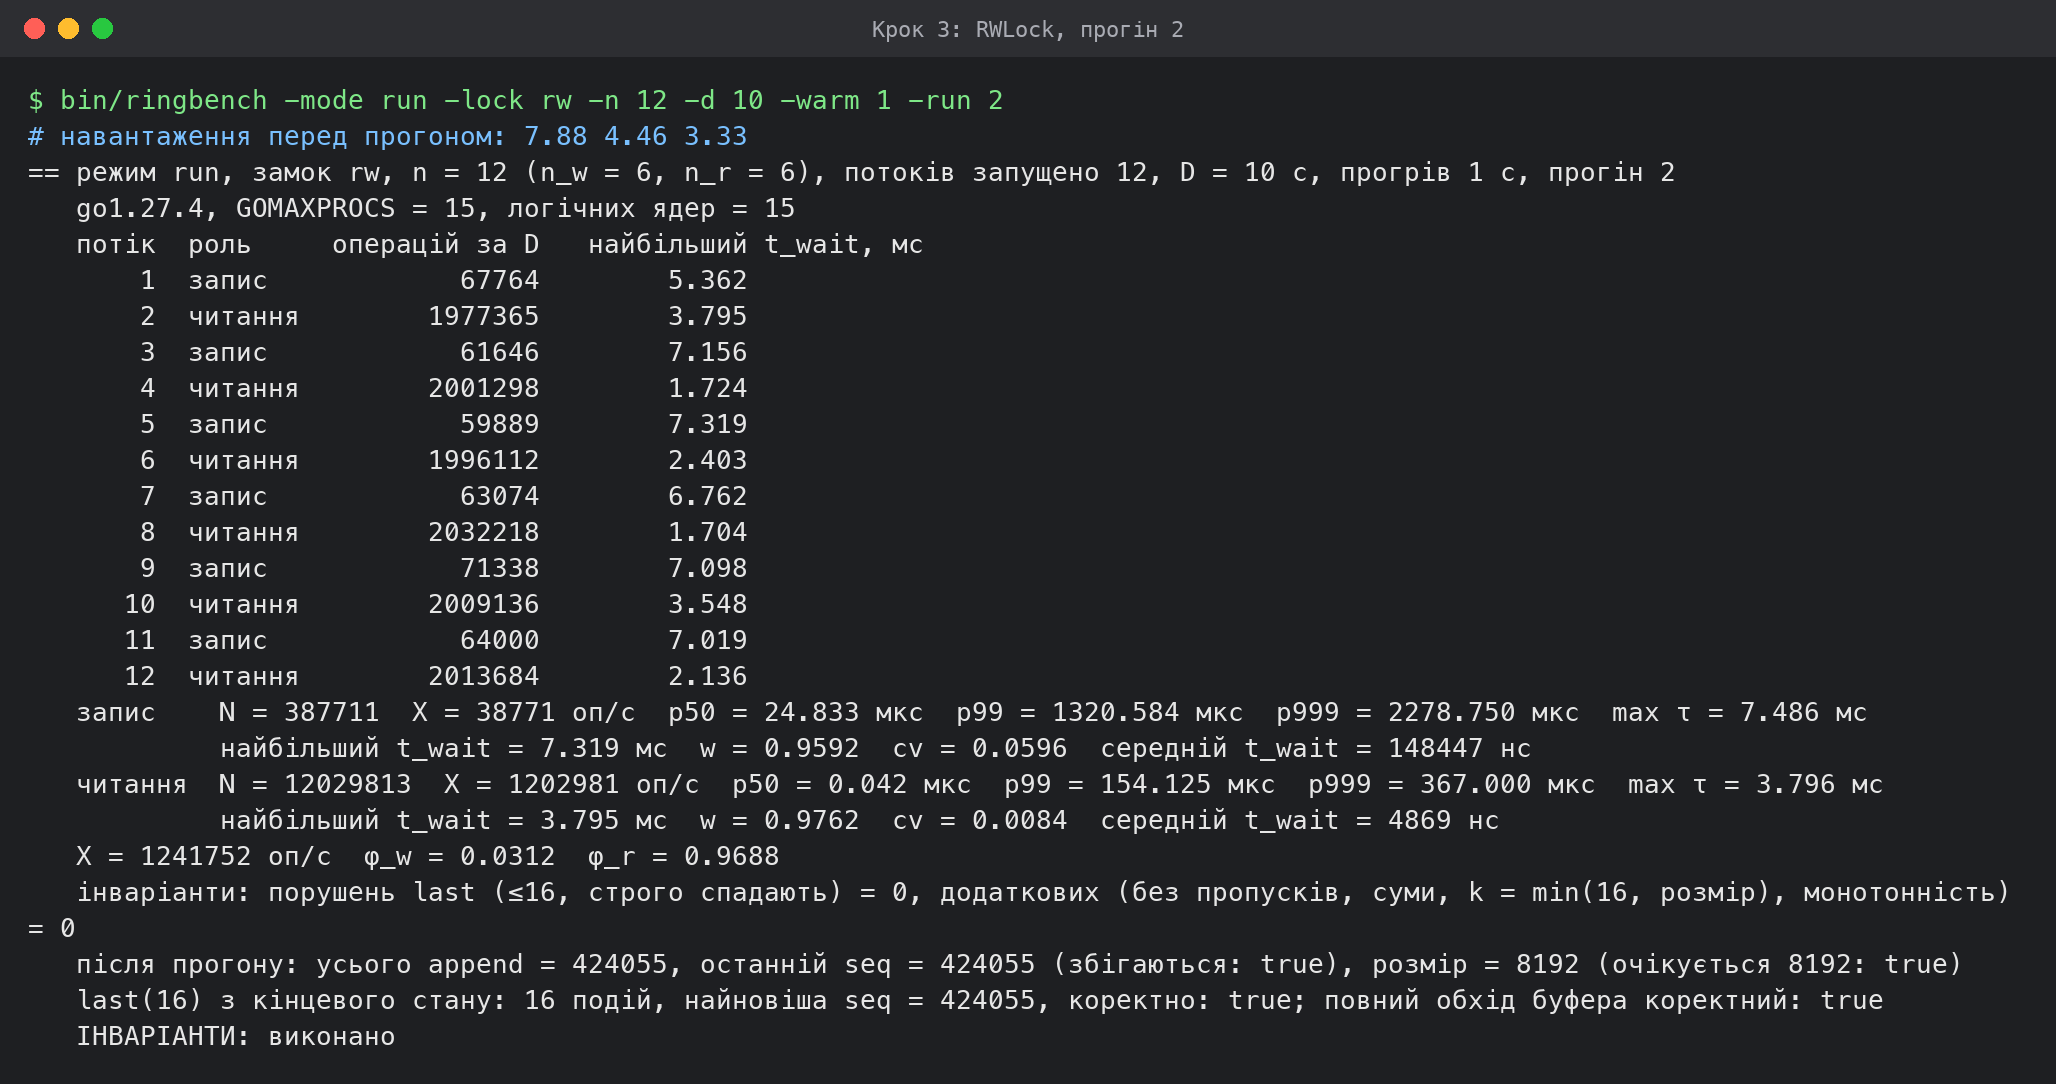 Крок 3: RWLock, прогін 2
$ bin/ringbench −mode run −lock rw −n 12 −d 10 −warm 1 −run 2
# навантаження перед прогоном: 7.88 4.46 3.33
== режим run, замок rw, n = 12 (n_w = 6, n_r = 6), потоків запущено 12, D = 10 с, прогрів 1 с, прогін 2
go1.27.4, GOMAXPROCS = 15, логічних ядер = 15
потік роль операцій за D найбільший t_wait, мс
1 запис 67764 5.362
2 читання 1977365 3.795
3 запис 61646 7.156
4 читання 2001298 1.724
5 запис 59889 7.319
6 читання 1996112 2.403
7 запис 63074 6.762
8 читання 2032218 1.704
9 запис 71338 7.098
10 читання 2009136 3.548
11 запис 64000 7.019
12 читання 2013684 2.136
запис N = 387711 X = 38771 оп/с p50 = 24.833 мкс p99 = 1320.584 мкс p999 = 2278.750 мкс max τ = 7.486 мс
найбільший t_wait = 7.319 мс w = 0.9592 cv = 0.0596 середній t_wait = 148447 нс
читання N = 12029813 X = 1202981 оп/с p50 = 0.042 мкс p99 = 154.125 мкс p999 = 367.000 мкс max τ = 3.796 мс
найбільший t_wait = 3.795 мс w = 0.9762 cv = 0.0084 середній t_wait = 4869 нс
X = 1241752 оп/с φ_w = 0.0312 φ_r = 0.9688
інваріанти: порушень last (≤16, строго спадають) = 0, додаткових (без пропусків, суми, k = min(16, розмір), монотонність)
= 0
після прогону: усього append = 424055, останній seq = 424055 (збігаються: true), розмір = 8192 (очікується 8192: true)
last(16) з кінцевого стану: 16 подій, найновіша seq = 424055, коректно: true; повний обхід буфера коректний: true
ІНВАРІАНТИ: виконано